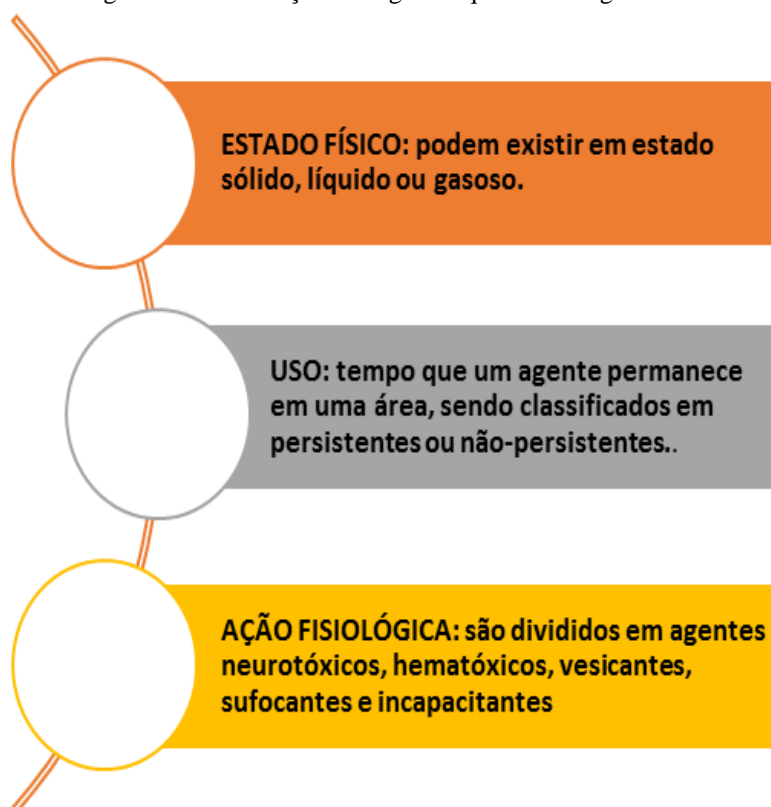 ESTADO FÍSICO: podem existir em estado
sólido, líquido ou gasoso.
USO: tempo que um agente permanece
em uma área, sendo classificados em
persistentes ou não-persistentes..
AÇÃO FISIOLÓGICA: são divididos em agentes
neurotóxicos, hematóxicos, vesicantes,
sufocantes e incapacitantes